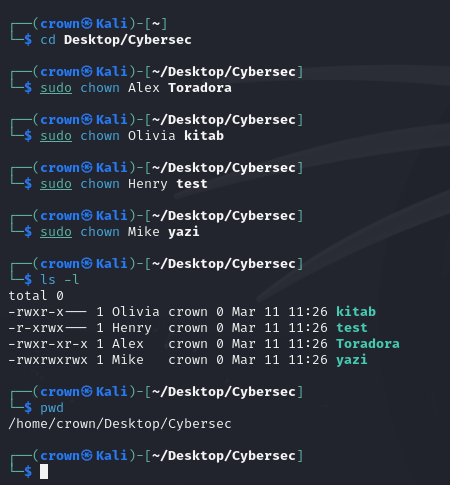 ┌──(crown㉿Kali)-[~]
└─$ cd Desktop/Cybersec
┌──(crown㉿Kali)-[~/Desktop/Cybersec]
└─$ sudo chown Alex Toradora
┌──(crown㉿Kali)-[~/Desktop/Cybersec]
└─$ sudo chown Olivia kitab
┌──(crown㉿Kali)-[~/Desktop/Cybersec]
└─$ sudo chown Henry test
┌──(crown㉿Kali)-[~/Desktop/Cybersec]
└─$ sudo chown Mike yazi
┌──(crown㉿Kali)-[~/Desktop/Cybersec]
└─$ ls -l
total 0
-rwxr-x--- 1 Olivia crown 0 Mar 11 11:26 kitab
-r-xrwx--- 1 Henry  crown 0 Mar 11 11:26 test
-rwxr-xr-x 1 Alex   crown 0 Mar 11 11:26 Toradora
-rwxrwxrwx 1 Mike   crown 0 Mar 11 11:26 yazi
┌──(crown㉿Kali)-[~/Desktop/Cybersec]
└─$ pwd
/home/crown/Desktop/Cybersec
┌──(crown㉿Kali)-[~/Desktop/Cybersec]
└─$